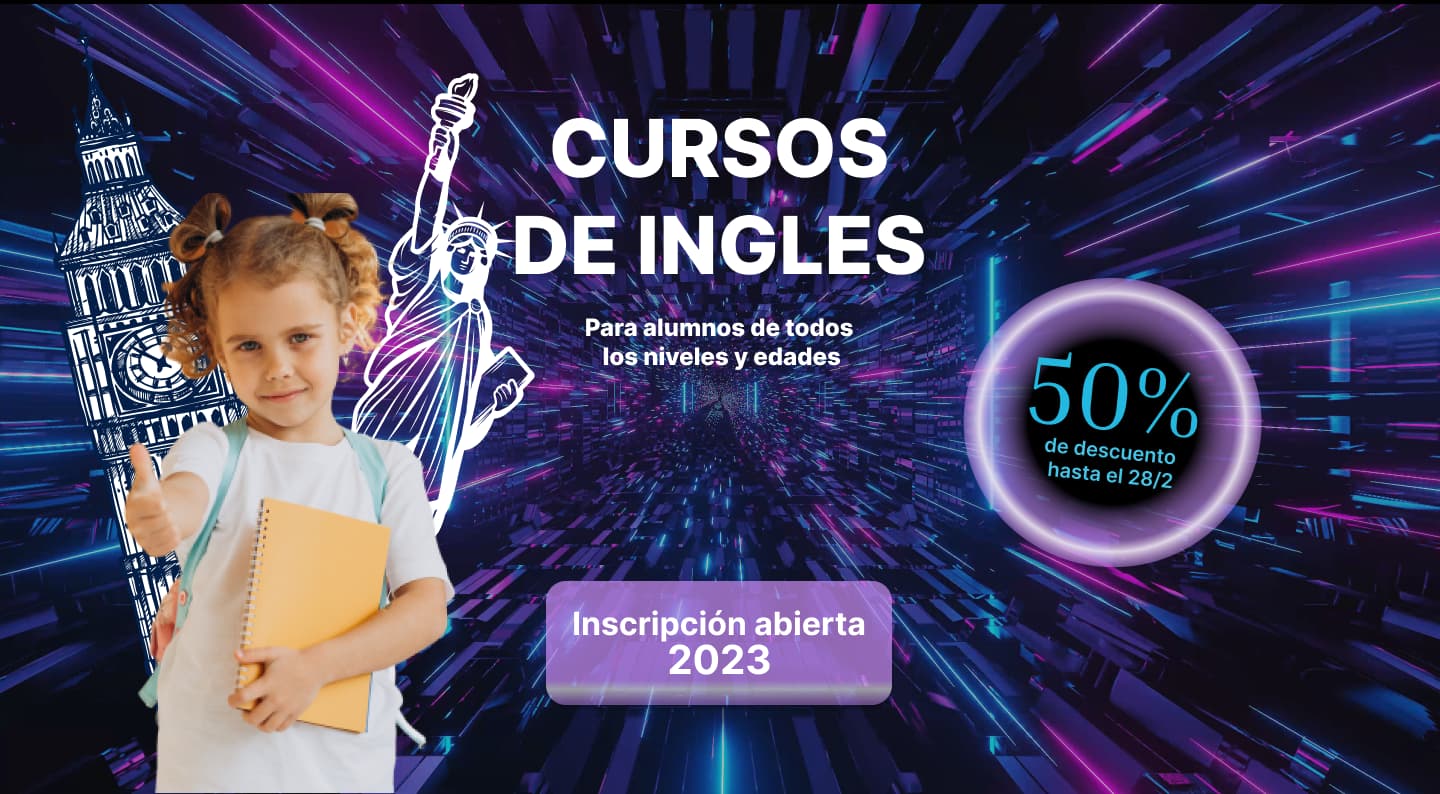 CURSOS
DE INGLES
Para alumnos de todos
los niveles y edades
50%
de descuento
hasta el 28/2
Inscripción abierta
2023